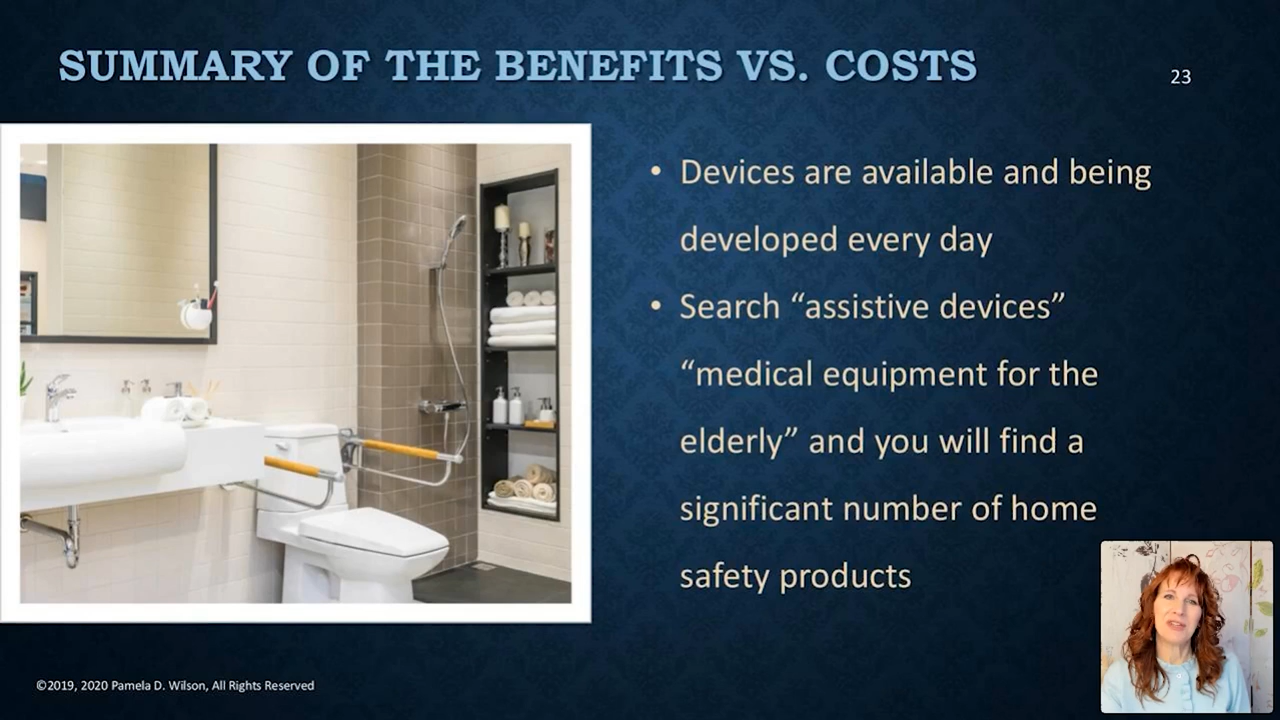 SUMMARY OF THE BENEFITS VS. COSTS
23
• Devices are available and being
developed every day
• Search “assistive devices”
“medical equipment for the
elderly” and you will find a
significant number of home
safety products
©2019, 2020 Pamela D. Wilson, All Rights Reserved